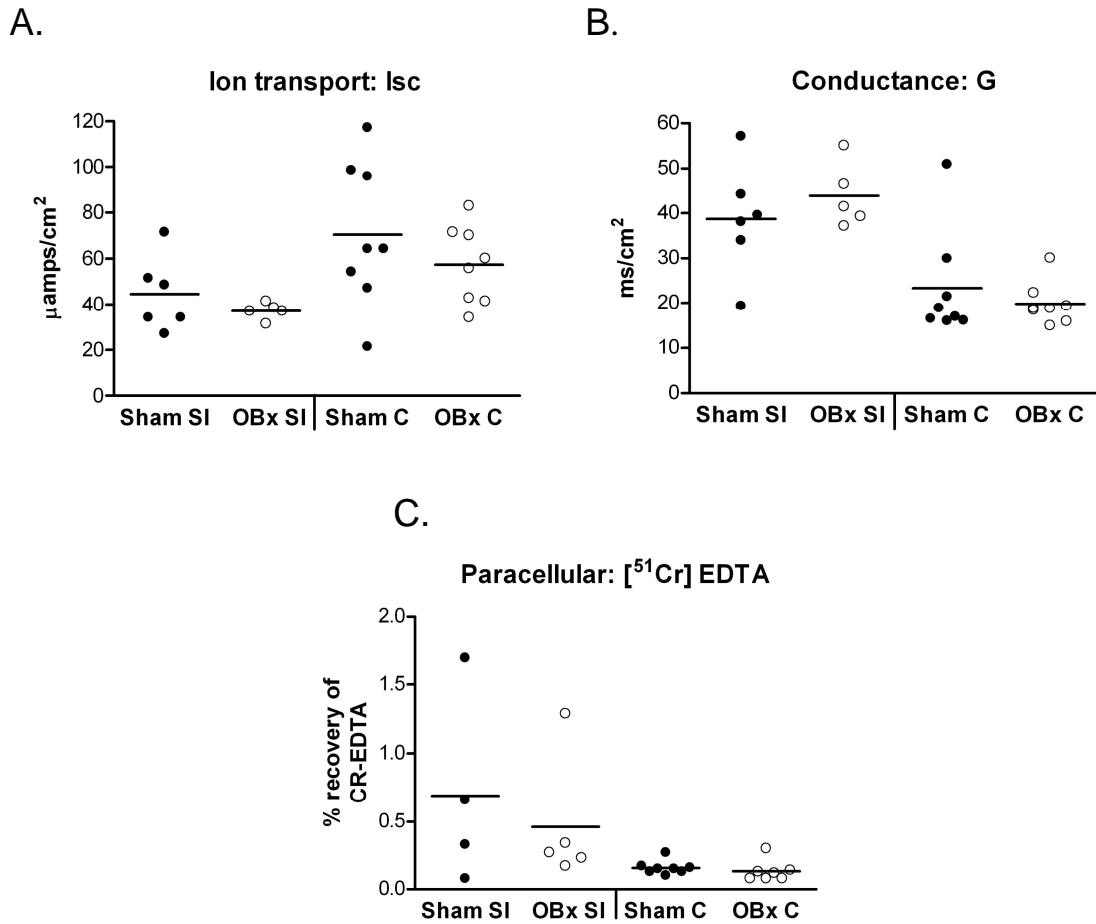 A.
Ion transport: Isc
μamps/cm²
120
100
80
60
40
20
0
Sham SI OBx SI Sham C OBx C
B.
Conductance: G
ms/cm²
60
50
40
30
20
10
0
Sham SI OBx SI Sham C OBx C
C.
Paracellular: [⁵¹Cr] EDTA
% recovery of
CR-EDTA
2.0
1.5
1.0
0.5
0.0
Sham SI OBx SI Sham C OBx C